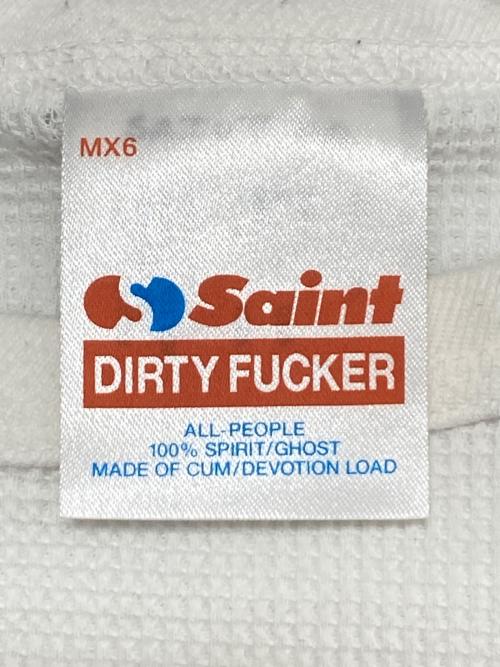 MX6
Saint
DIRTY FUCKER
ALL-PEOPLE
100% SPIRIT/GHOST
MADE OF CUM/DEVOTION LOAD